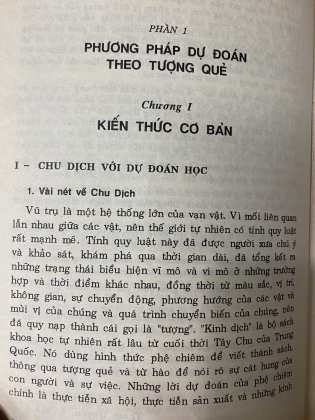 PHẦN 1
PHƯƠNG PHÁP DỰ ĐOÁN
THEO TƯỢNG QUẺ
Chương I
KIẾN THỨC CƠ BẢN
I - CHU DỊCH VỚI DỰ ĐOÁN HỌC
1. Vài nét về Chu Dịch
Vũ trụ là một hệ thống lớn của vạn vật. Vì mối liên quan
lẫn nhau giữa các vật, nên thế giới tự nhiên có tính quy luật
rất mạnh mẽ. Tính quy luật này đã được người xưa chú ý
và khảo sát, khám phá qua thời gian dài, đã tổng kết ra
những trạng thái biểu hiện vĩ mô và vi mô ở những trường
hợp và thời điểm khác nhau, đồng thời từ màu sắc, vị trí,
không gian, sự chuyển động, phương hướng của các vật và
mùi vị của chúng và quá trình chuyển biến của chúng, nên
đã quy nạp thành cái gọi là "tượng". "Kinh dịch" là bộ sách
khoa học tự nhiên rất lâu từ cuối thời Tây Chu của Trung
Quốc. Nó dùng hình thức phệ chiêm để viết thành sách,
thông qua tượng quẻ và từ hào để nói rõ sự cát hung của
con người và sự việc. Những lời dự đoán của phệ chiêm
chính là thực tiễn xã hội, thực tiễn sản xuất và những kinh